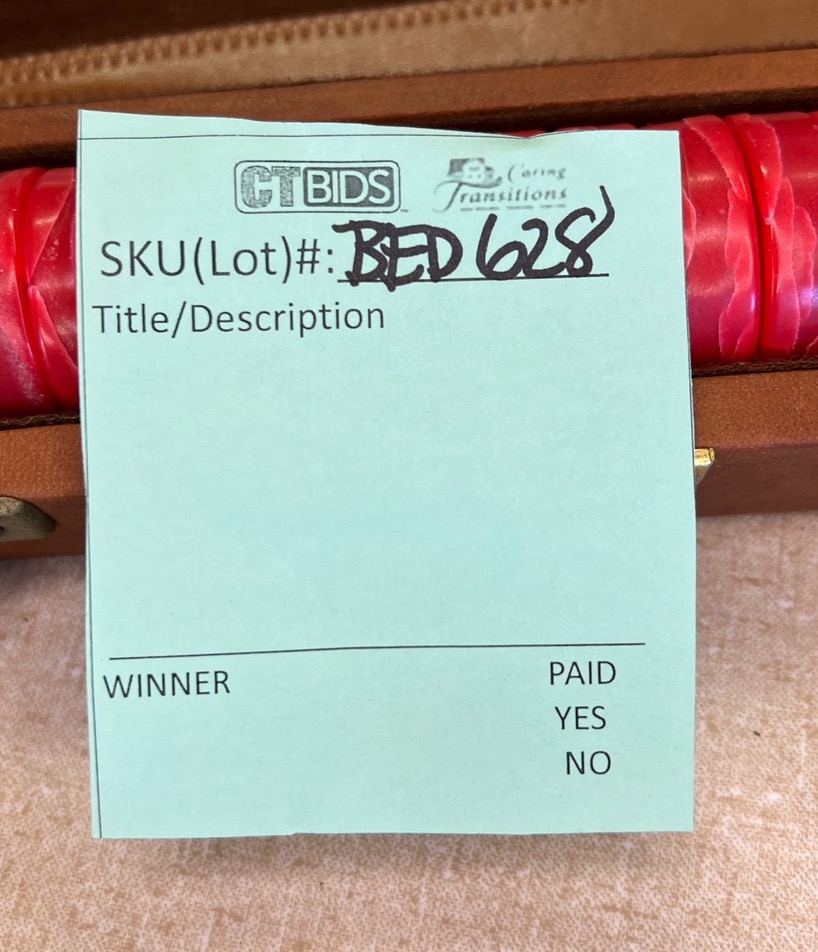 CTBIDS
Caring
Transitions
SKU(Lot)#: BED 628
Title/Description
WINNER
PAID
YES
NO